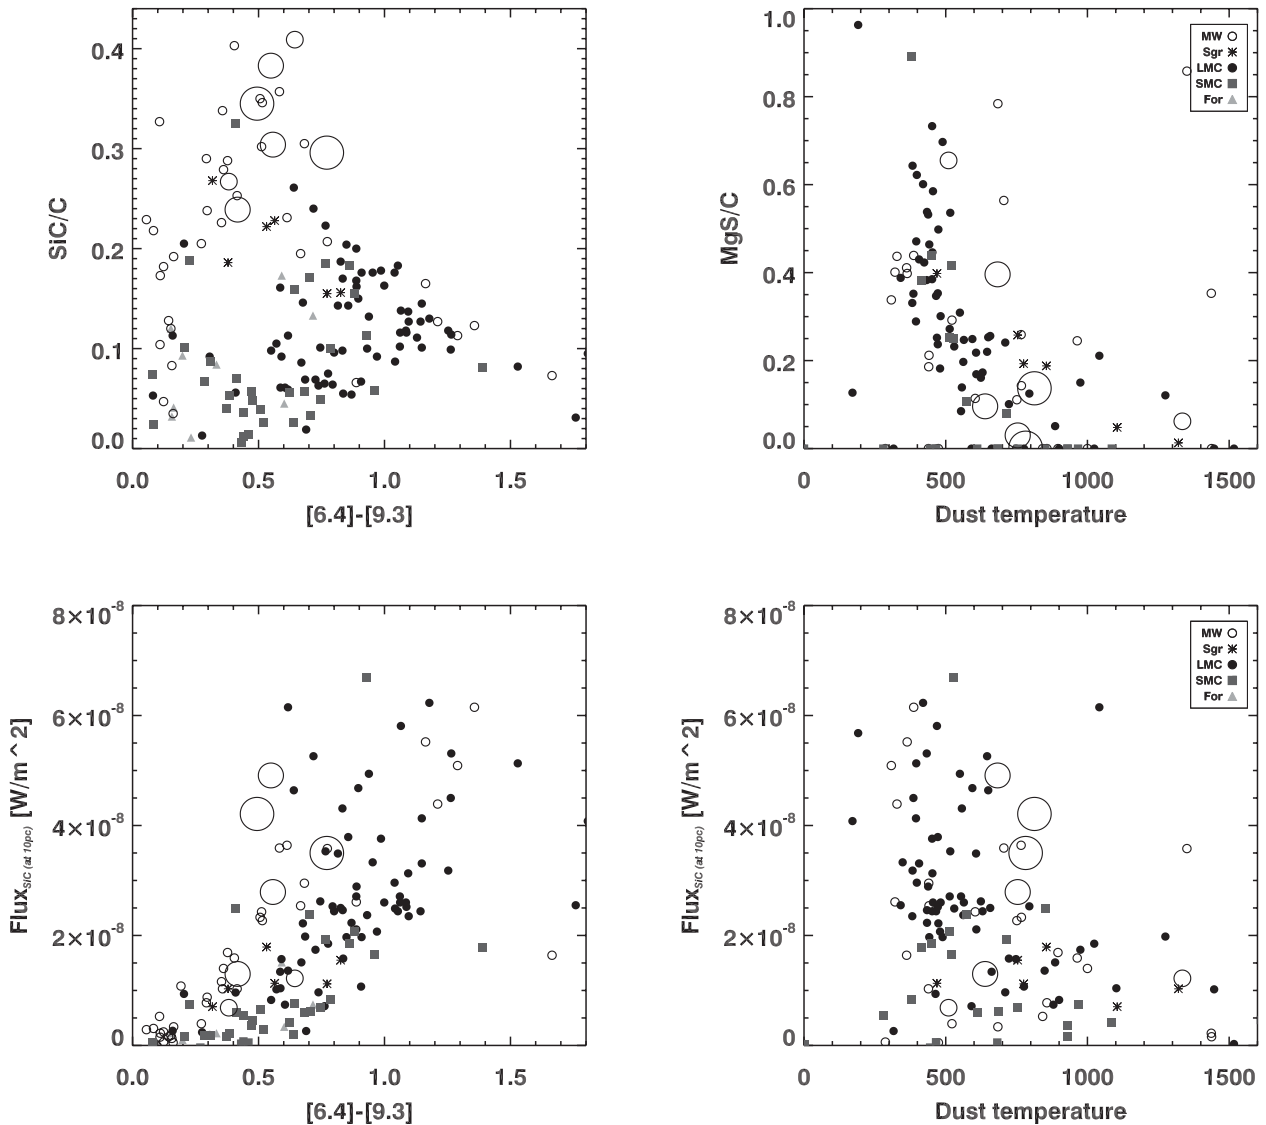 0.4
0.3
0.2
0.1
0.0
SiC/C
0.0 0.5 1.0 1.5
[6.4]-[9.3]
1.0
0.8
0.6
0.4
0.2
0.0
MgS/C
0 500 1000 1500
Dust temperature
MW
Sgr
LMC
SMC
For
8×10⁻⁸
6×10⁻⁸
4×10⁻⁸
2×10⁻⁸
0
Flux SiC (at 10pc) [W/m^2]
0.0 0.5 1.0 1.5
[6.4]-[9.3]
8×10⁻⁸
6×10⁻⁸
4×10⁻⁸
2×10⁻⁸
0
Flux SiC (at 10pc) [W/m^2]
0 500 1000 1500
Dust temperature
MW
Sgr
LMC
SMC
For